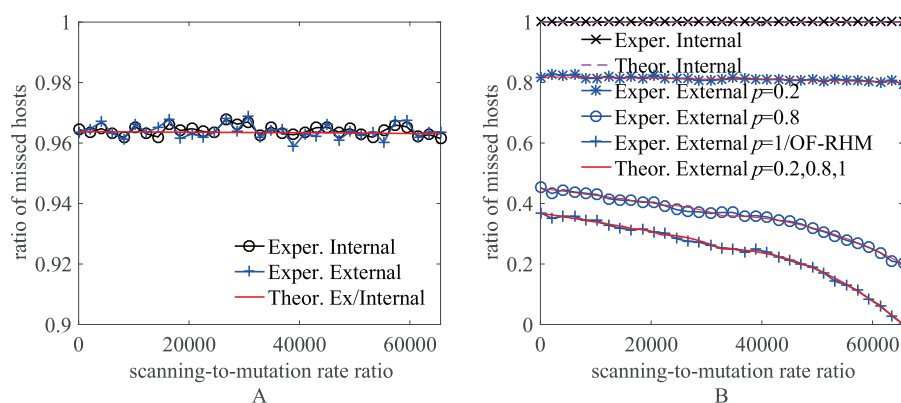 1
0.98
0.96
0.94
0.92
0.9
ratio of missed hosts
Exper. Internal
Exper. External
Theor. Ex/Internal
0 20000 40000 60000
scanning-to-mutation rate ratio
A
1
0.8
0.6
0.4
0.2
0
ratio of missed hosts
Exper. Internal
Theor. Internal
Exper. External p=0.2
Exper. External p=0.8
Exper. External p=1/OF-RHM
Theor. External p=0.2,0.8,1
0 20000 40000 60000
scanning-to-mutation rate ratio
B